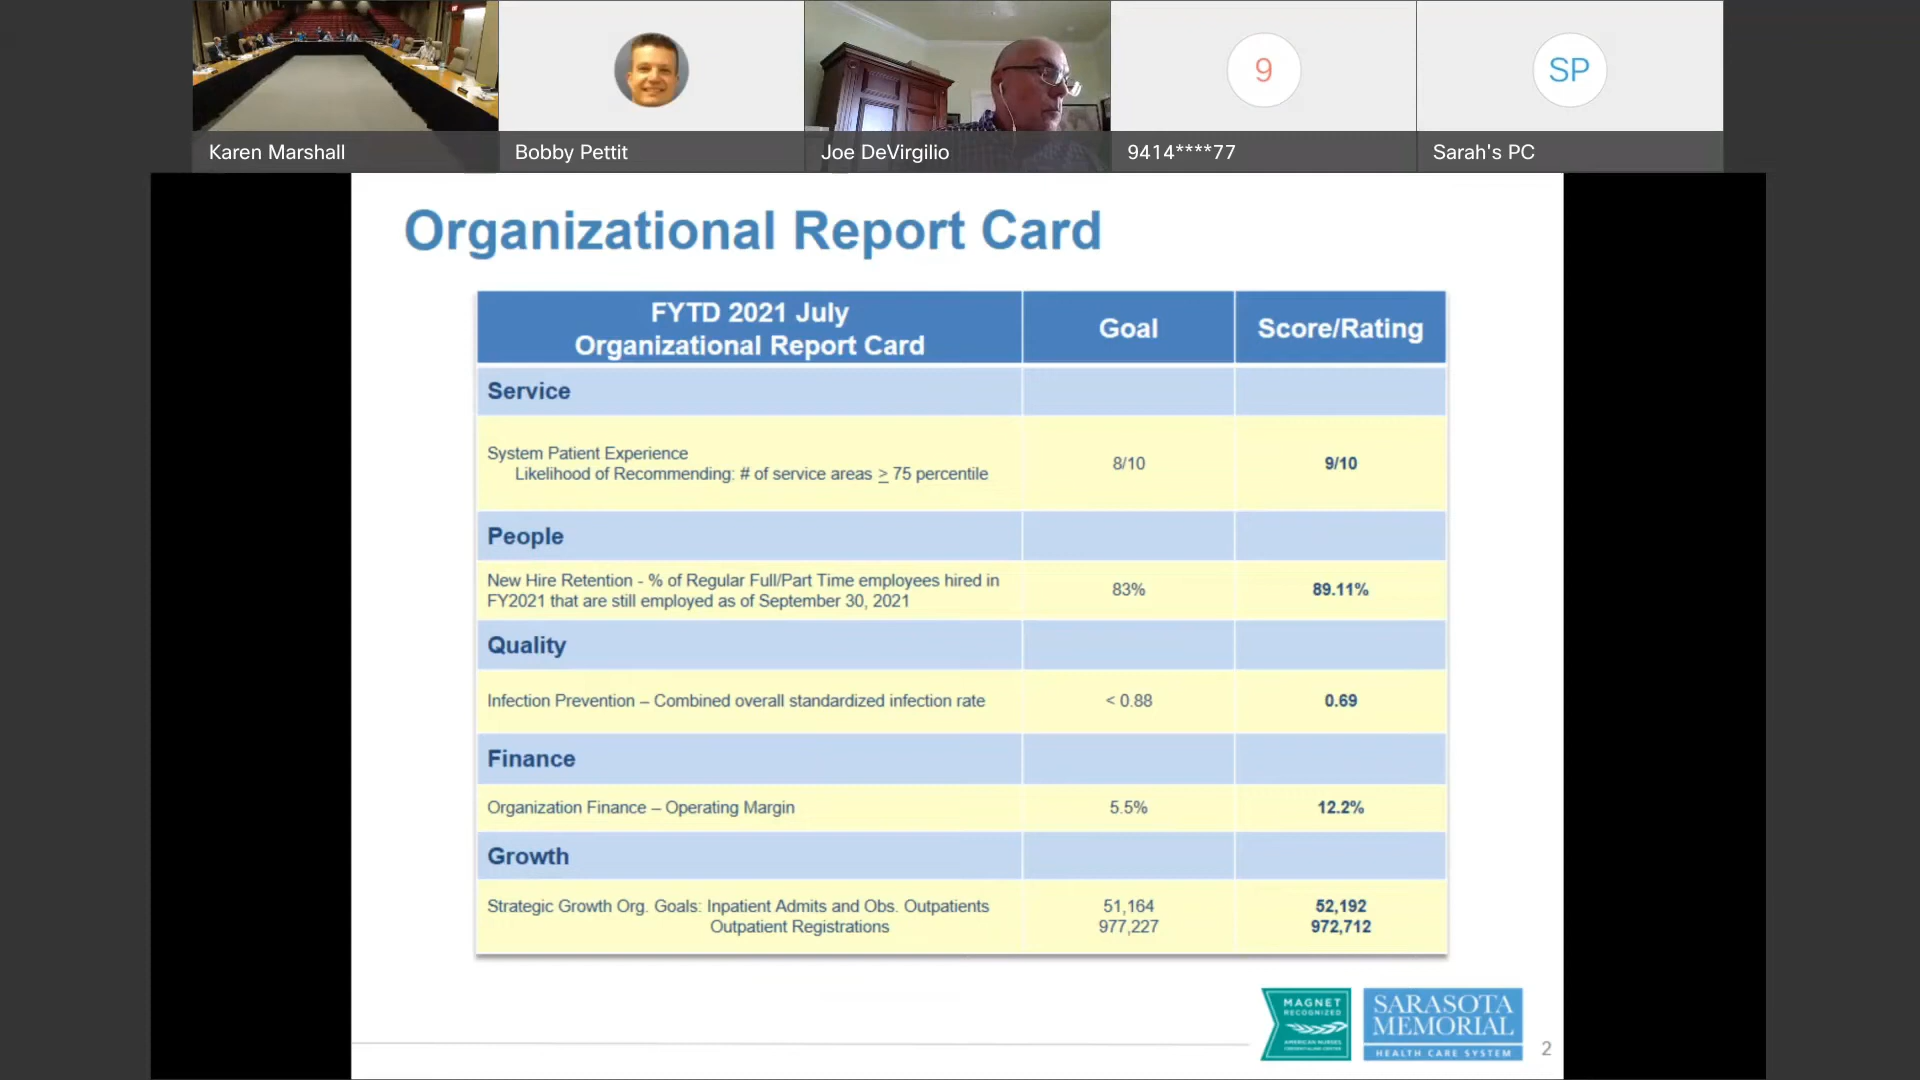 Karen Marshall
Bobby Pettit
Joe DeVirgilio
9
9414****77
SP
Sarah's PC
Organizational Report Card
FYTD 2021 July
Organizational Report Card
Goal
Score/Rating
Service
System Patient Experience
Likelihood of Recommending: # of service areas ≥ 75 percentile
8/10
9/10
People
New Hire Retention - % of Regular Full/Part Time employees hired in
FY2021 that are still employed as of September 30, 2021
83%
89.11%
Quality
Infection Prevention – Combined overall standardized infection rate
< 0.88
0.69
Finance
Organization Finance – Operating Margin
5.5%
12.2%
Growth
Strategic Growth Org. Goals: Inpatient Admits and Obs. Outpatients
Outpatient Registrations
51,164
977,227
52,192
972,712
MAGNET
RECOGNIZED
AMERICAN NURSES
CREDENTIALING CENTER
SARASOTA
MEMORIAL
HEALTH CARE SYSTEM
2